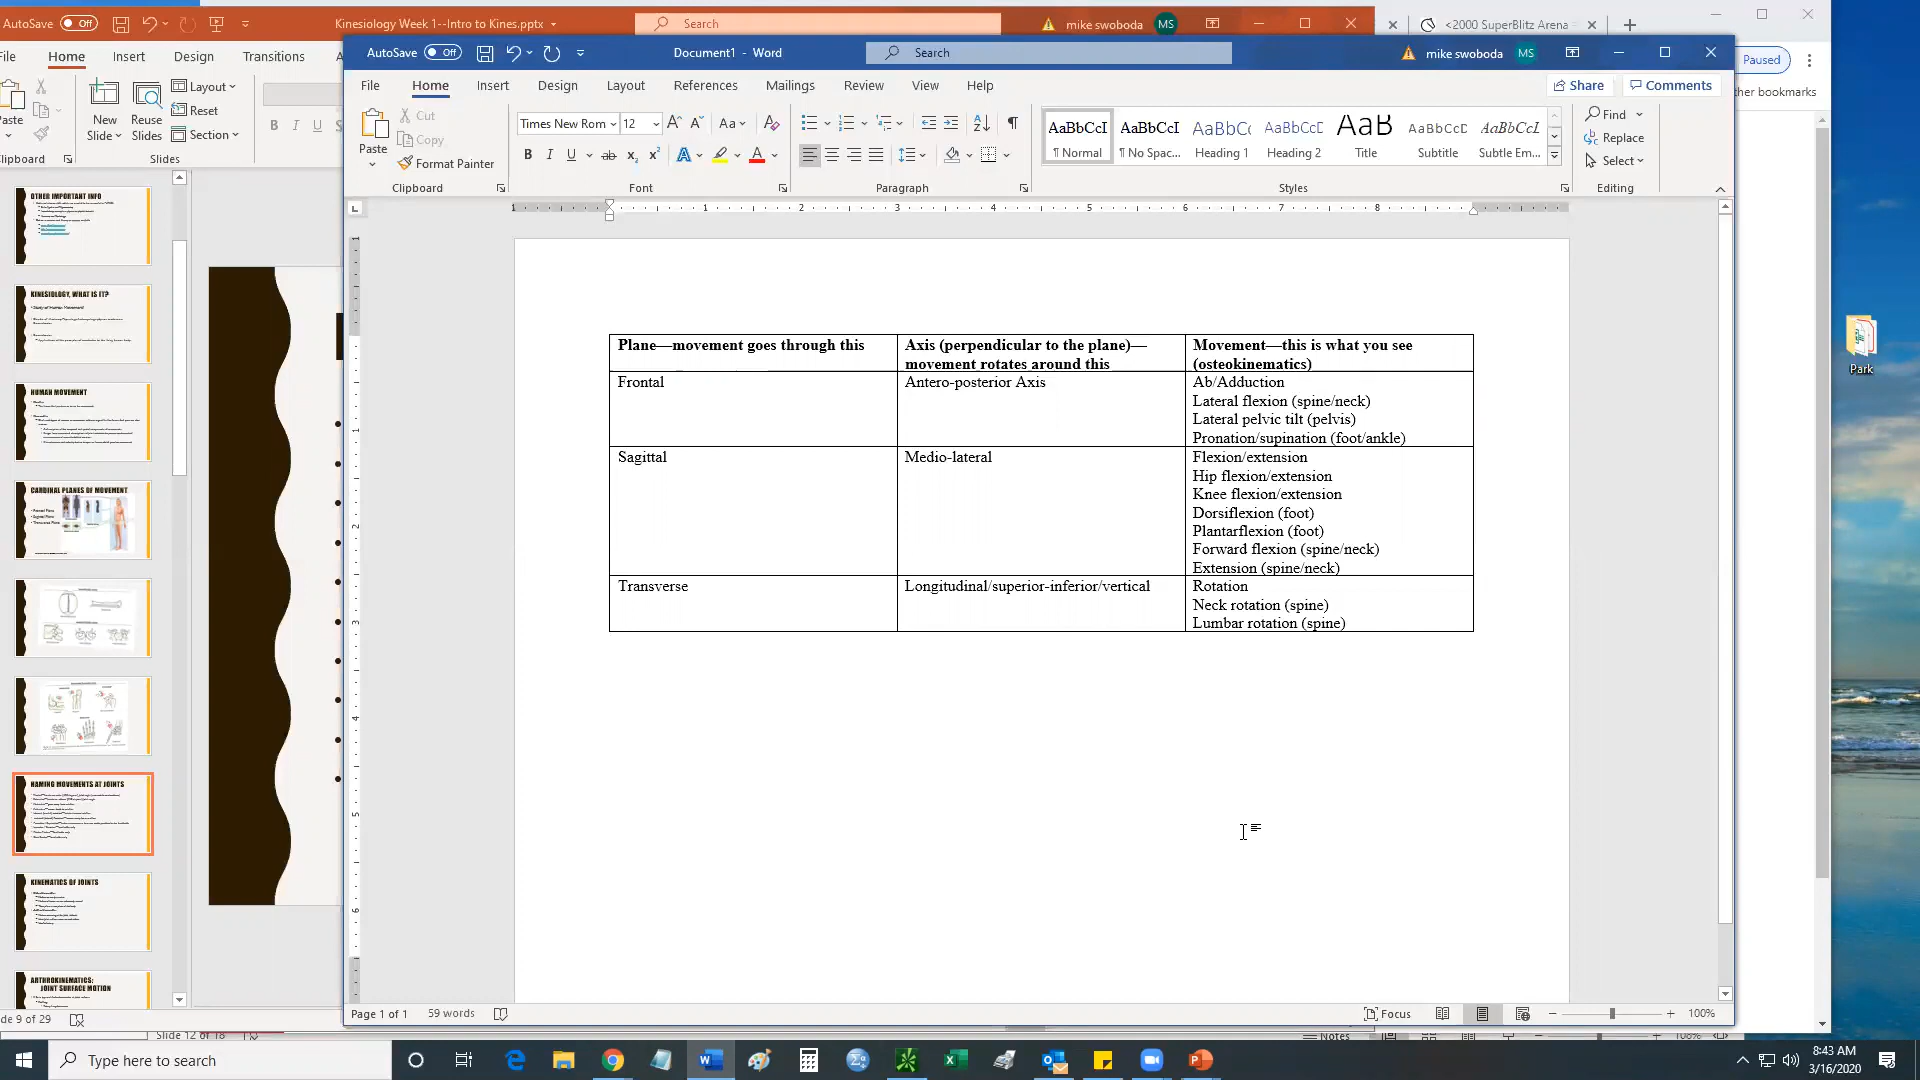 AutoSave Off
Kinesiology Week 1--Intro to Kines.pptx
Search
mike swoboda
MS
<2000 SuperBlitz Arena
File
Home
Insert
Design
Transitions
Paused
New
Slide
Reuse
Slides
Layout
Reset
Section
Slides
AutoSave Off
Document1 - Word
Search
mike swoboda
MS
File
Home
Insert
Design
Layout
References
Mailings
Review
View
Help
Share
Comments
Paste
Cut
Copy
Format Painter
Clipboard
Times New Rom
12
Font
Paragraph
AaBbCcI
¶ Normal
AaBbCcI
¶ No Spac...
AaBbCc
Heading 1
AaBbCcD
Heading 2
AaB
Title
AaBbCcD
Subtitle
AaBbCcI
Subtle Em...
Styles
Find
Replace
Select
Editing
OTHER IMPORTANT INFO
KINESIOLOGY, WHAT IS IT?
HUMAN MOVEMENT
CARDINAL PLANES OF MOVEMENT
NAMING MOVEMENTS AT JOINTS
KINEMATICS OF JOINTS
ARTHROKINEMATICS:
JOINT SURFACE MOTION
Plane—movement goes through this
Axis (perpendicular to the plane)—
movement rotates around this
Movement—this is what you see
(osteokinematics)
Frontal
Antero-posterior Axis
Ab/Adduction
Lateral flexion (spine/neck)
Lateral pelvic tilt (pelvis)
Pronation/supination (foot/ankle)
Sagittal
Medio-lateral
Flexion/extension
Hip flexion/extension
Knee flexion/extension
Dorsiflexion (foot)
Plantarflexion (foot)
Forward flexion (spine/neck)
Extension (spine/neck)
Transverse
Longitudinal/superior-inferior/vertical
Rotation
Neck rotation (spine)
Lumbar rotation (spine)
Park
Page 1 of 1
59 words
Focus
100%
Slide 12 of 18
Notes
Type here to search
8:43 AM
3/16/2020